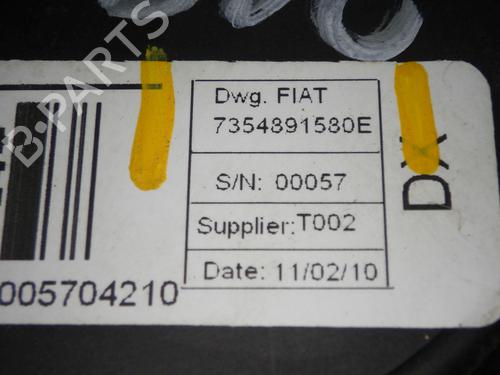 Dwg. FIAT
7354891580E
S/N: 00057
Supplier: T002
Date: 11/02/10
DX
005704210
B-PARTS